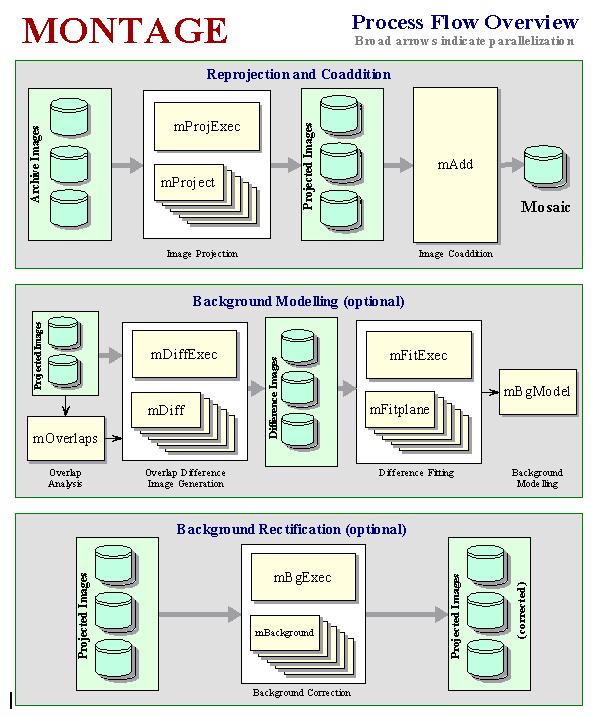 MONTAGE
Process Flow Overview
Broad arrows indicate parallelization
Reprojection and Coaddition
Archive Images
mProjExec
mProject
Image Projection
Projected Images
mAdd
Image Coaddition
Mosaic
Background Modelling (optional)
Projected Images
mOverlaps
Overlap
Analysis
mDiffExec
mDiff
Overlap Difference
Image Generation
Difference Images
mFitExec
mFitplane
Difference Fitting
mBgModel
Background
Modelling
Background Rectification (optional)
Projected Images
mBgExec
mBackground
Background Correction
Projected Images
(corrected)